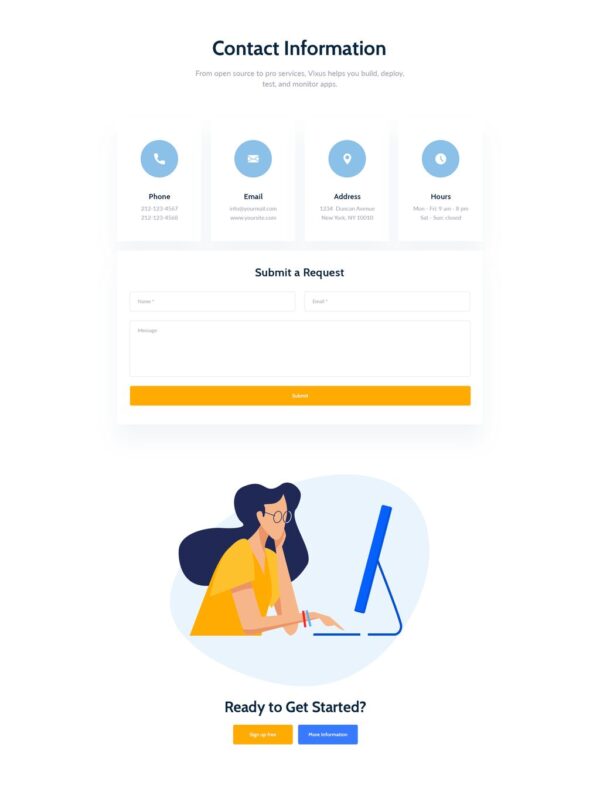 Contact Information
From open source to pro services, Vixus helps you build, deploy,
test, and monitor apps.
Phone
212-123-4567
212-123-4568
Email
info@yourmail.com
www.yoursite.com
Address
1234 Duncan Avenue
New York, NY 10010
Hours
Mon - Fri: 9 am - 8 pm
Sat - Sun: closed
Submit a Request
Name *
Email *
Message
Submit
Ready to Get Started?
Sign up free
More Information